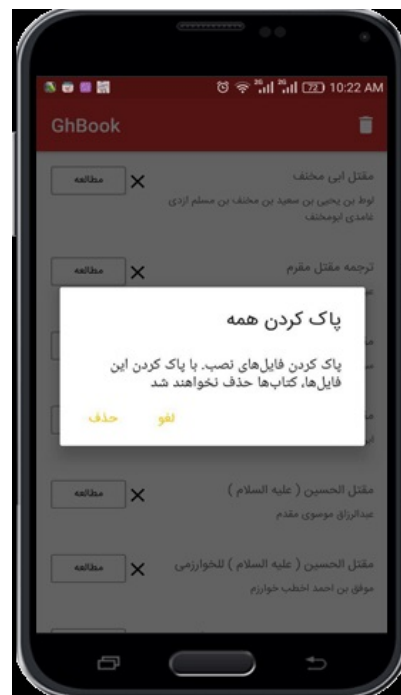 72 10:22 AM
GhBook
مقتل ابی مخنف
مطالعه
لوط بن یحیی بن سعید بن مخنف بن مسلم ازدی
غامدی ابومخنف
ترجمه مقتل مقرم
مطالعه
پاک کردن همه
پاک کردن فایل‌های نصب. با پاک کردن این
فایل‌ها، کتاب‌ها حذف نخواهند شد
لغو
حذف
مقتل الحسین ( علیه السلام )
مطالعه
عبدالرزاق موسوی مقدم
مقتل الحسین ( علیه السلام ) للخوارزمی
مطالعه
موفق بن احمد اخطب خوارزم